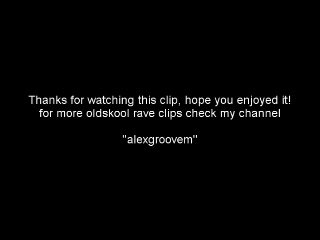 Thanks for watching this clip, hope you enjoyed it!
for more oldskool rave clips check my channel
"alexgroovem"